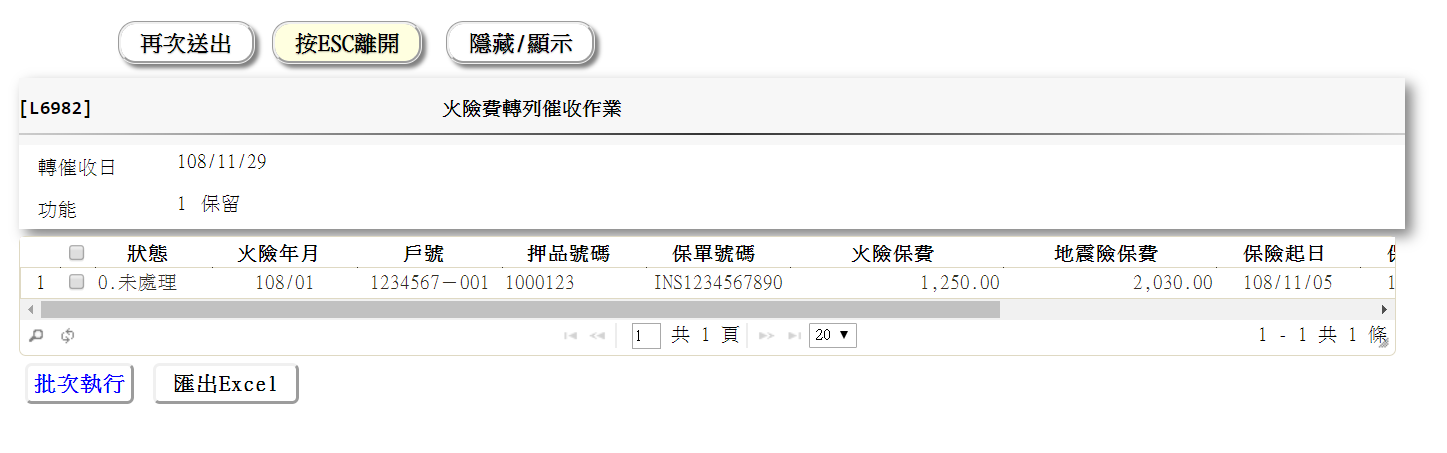 再次送出 按ESC離開 隱藏/顯示
[L6982] 火險費轉列催收作業
轉催收日 108/11/29
功能 1 保留
狀態 火險年月 戶號 押品號碼 保單號碼 火險保費 地震險保費 保險起日
1 0.未處理 108/01 1234567－001 1000123 INS1234567890 1,250.00 2,030.00 108/11/05
1 共 1 頁 20 1 - 1 共 1 條
批次執行 匯出Excel